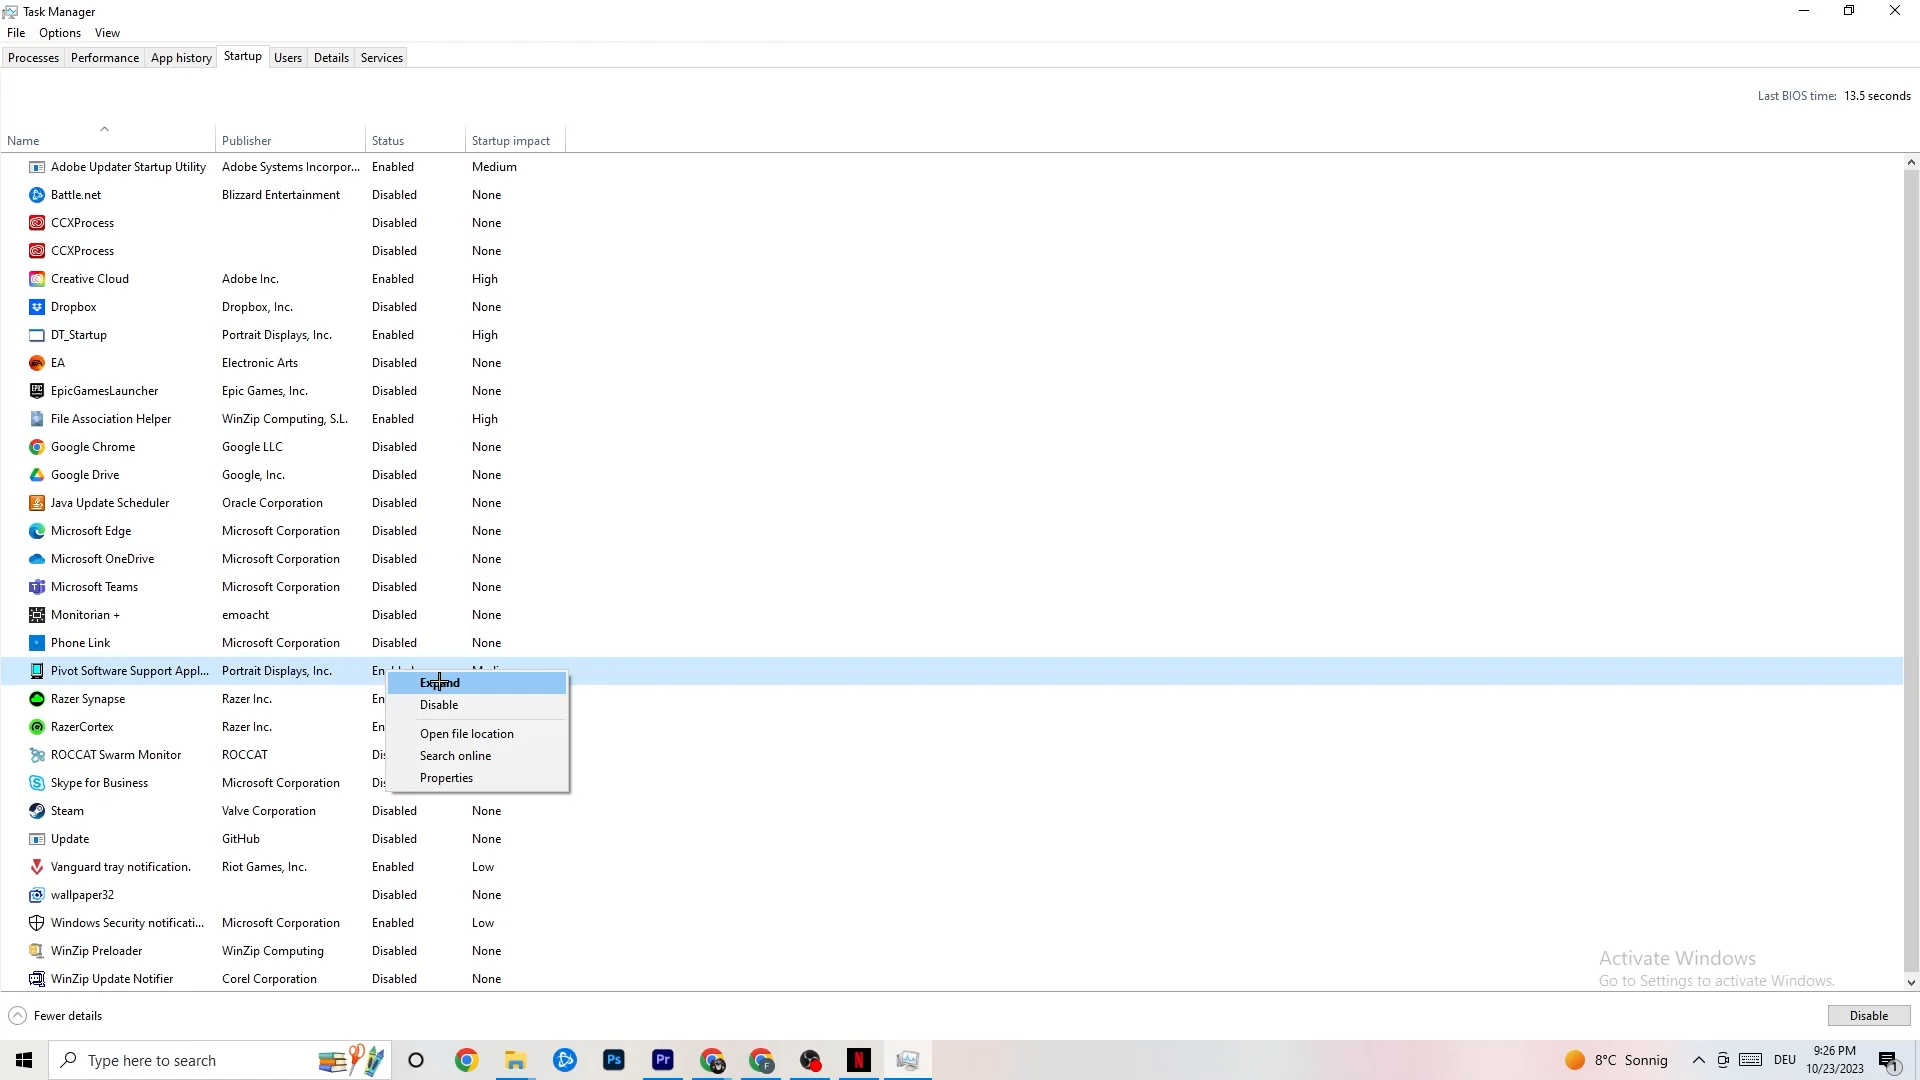 Task Manager
File Options View
Processes Performance App history Startup Users Details Services
Last BIOS time: 13.5 seconds
Name Publisher Status Startup impact
Adobe Updater Startup Utility Adobe Systems Incorpor... Enabled Medium
Battle.net Blizzard Entertainment Disabled None
CCXProcess Disabled None
CCXProcess Disabled None
Creative Cloud Adobe Inc. Enabled High
Dropbox Dropbox, Inc. Disabled None
DT_Startup Portrait Displays, Inc. Enabled High
EA Electronic Arts Disabled None
EpicGamesLauncher Epic Games, Inc. Disabled None
File Association Helper WinZip Computing, S.L. Enabled High
Google Chrome Google LLC Disabled None
Google Drive Google, Inc. Disabled None
Java Update Scheduler Oracle Corporation Disabled None
Microsoft Edge Microsoft Corporation Disabled None
Microsoft OneDrive Microsoft Corporation Disabled None
Microsoft Teams Microsoft Corporation Disabled None
Monitorian + emoacht Disabled None
Phone Link Microsoft Corporation Disabled None
Pivot Software Support Appl... Portrait Displays, Inc.
Expand
Razer Synapse Razer Inc. En
Disable
RazerCortex Razer Inc. En
Open file location
ROCCAT Swarm Monitor ROCCAT Dis
Search online
Skype for Business Microsoft Corporation Dis
Properties
Steam Valve Corporation Disabled None
Update GitHub Disabled None
Vanguard tray notification. Riot Games, Inc. Enabled Low
wallpaper32 Disabled None
Windows Security notificati... Microsoft Corporation Enabled Low
WinZip Preloader WinZip Computing Disabled None
WinZip Update Notifier Corel Corporation Disabled None
Activate Windows
Go to Settings to activate Windows.
Fewer details Disable
Type here to search Ps Pr F N 8°C Sonnig DEU 9:26 PM
10/23/2023 1